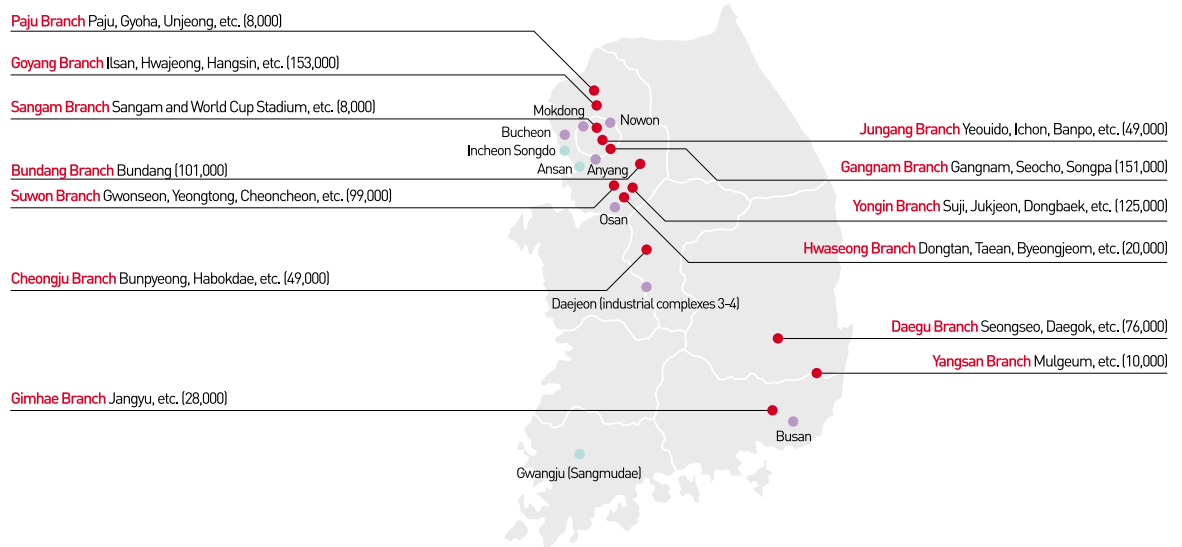 Paju Branch Paju, Gyoha, Unjeong, etc. (8,000)
Goyang Branch Ilsan, Hwajeong, Hangsin, etc. (153,000)
Sangam Branch Sangam and World Cup Stadium, etc. (8,000)
Bundang Branch Bundang (101,000)
Suwon Branch Gwonseon, Yeongtong, Cheoncheon, etc. (99,000)
Cheongju Branch Bunpyeong, Habokdae, etc. (49,000)
Gimhae Branch Jangyu, etc. (28,000)
Mokdong
Nowon
Bucheon
Incheon Songdo
Ansan
Anyang
Osan
Daejeon (industrial complexes 3-4)
Busan
Gwangju (Sangmudae)
Jungang Branch Yeouido, Ichon, Banpo, etc. (49,000)
Gangnam Branch Gangnam, Seocho, Songpa (151,000)
Yongin Branch Suji, Jukjeon, Dongbaek, etc. (125,000)
Hwaseong Branch Dongtan, Taean, Byeongjeom, etc. (20,000)
Daegu Branch Seongseo, Daegok, etc. (76,000)
Yangsan Branch Mulgeum, etc. (10,000)